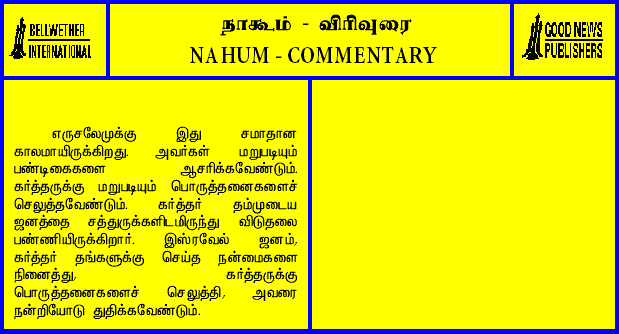 BELLWETHER
INTERNATIONAL
நாகூம் - விரிவுரை
NAHUM - COMMENTARY
GOOD NEWS
PUBLISHERS
எருசலேமுக்கு இது சமாதான
காலமாயிருக்கிறது. அவர்கள் மறுபடியும்
பண்டிகைகளை ஆசரிக்கவேண்டும்.
கர்த்தருக்கு மறுபடியும் பொருத்தனைகளைச்
செலுத்தவேண்டும். கர்த்தர் தம்முடைய
ஜனத்தை சத்துருக்களிடமிருந்து விடுதலை
பண்ணியிருக்கிறார். இஸ்ரவேல் ஜனம்,
கர்த்தர் தங்களுக்கு செய்த நன்மைகளை
நினைத்து, கர்த்தருக்கு
பொருத்தனைகளைச் செலுத்தி, அவரை
நன்றியோடு துதிக்கவேண்டும்.